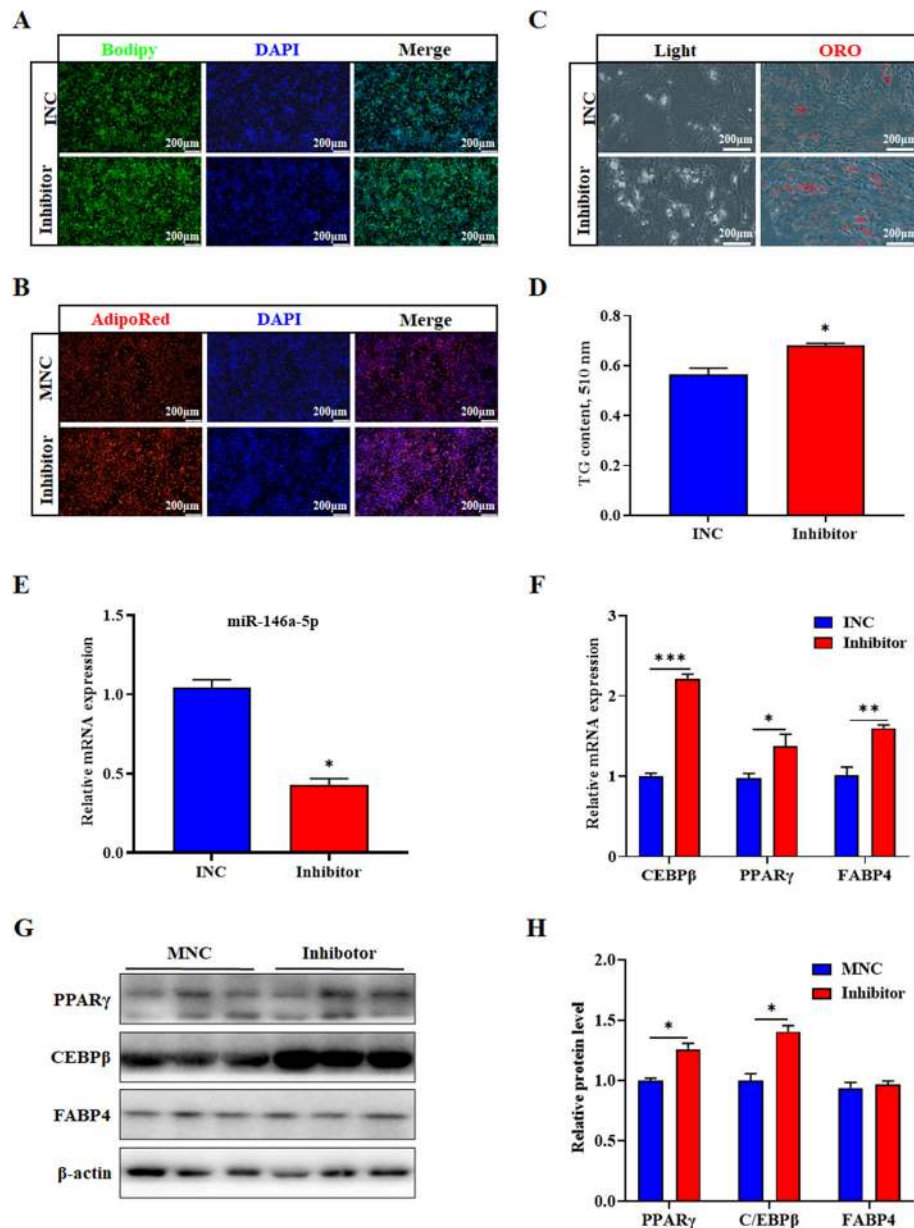 A
Bodipy DAPI Merge
INC
200μm 200μm 200μm
Inhibitor
200μm 200μm 200μm
C
Light ORO
INC
200μm 200μm
Inhibitor
200μm 200μm
B
AdipoRed DAPI Merge
MNC
200μm 200μm 200μm
Inhibitor
200μm 200μm 200μm
D
TG content, 510 nm
0.8
0.6
0.4
0.2
0.0
*
INC Inhibitor
E
miR-146a-5p
Relative mRNA expression
1.5
1.0
0.5
0.0
*
INC Inhibitor
F
INC
Inhibitor
Relative mRNA expression
3
2
1
0
*** * **
CEBPβ PPARγ FABP4
G
MNC Inhibotor
PPARγ
CEBPβ
FABP4
β-actin
H
MNC
Inhibitor
Relative protein level
2.0
1.5
1.0
0.5
0.0
* *
PPARγ C/EBPβ FABP4